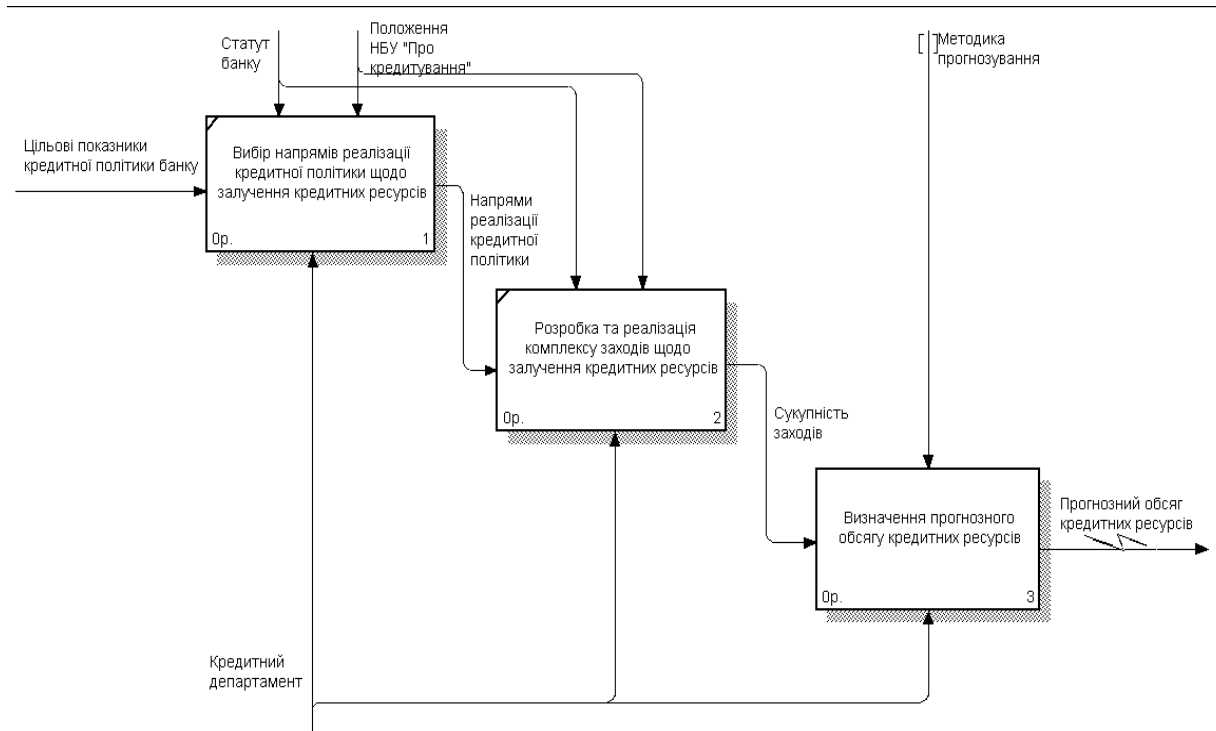 Статут
банку
Положення
НБУ "Про
кредитування"
[ ] Методика
прогнозування
Цільові показники
кредитної політики банку
Вибір напрямів реалізації
кредитної політики щодо
залучення кредитних ресурсів
0р. 1
Напрями
реалізації
кредитної
політики
Розробка та реалізація
комплексу заходів щодо
залучення кредитних ресурсів
0р. 2
Сукупність
заходів
Визначення прогнозного
обсягу кредитних ресурсів
0р. 3
Прогнозний обсяг
кредитних ресурсів
Кредитний
департамент